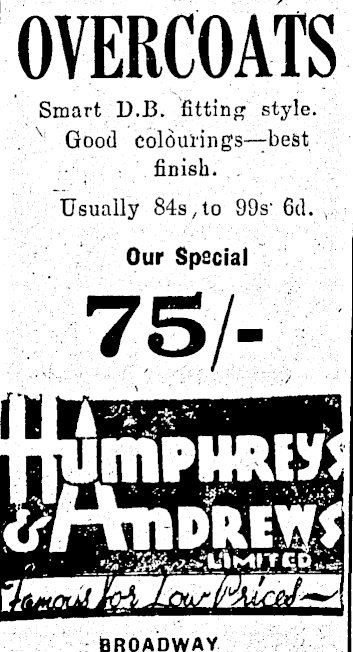 OVERCOATS
Smart D.B. fitting style.
Good colourings—best
finish.
Usually 84s, to 99s 6d.
Our Special
75/-
HUMPHREYS
& ANDREWS
LIMITED
Famous for Low Prices—
BROADWAY